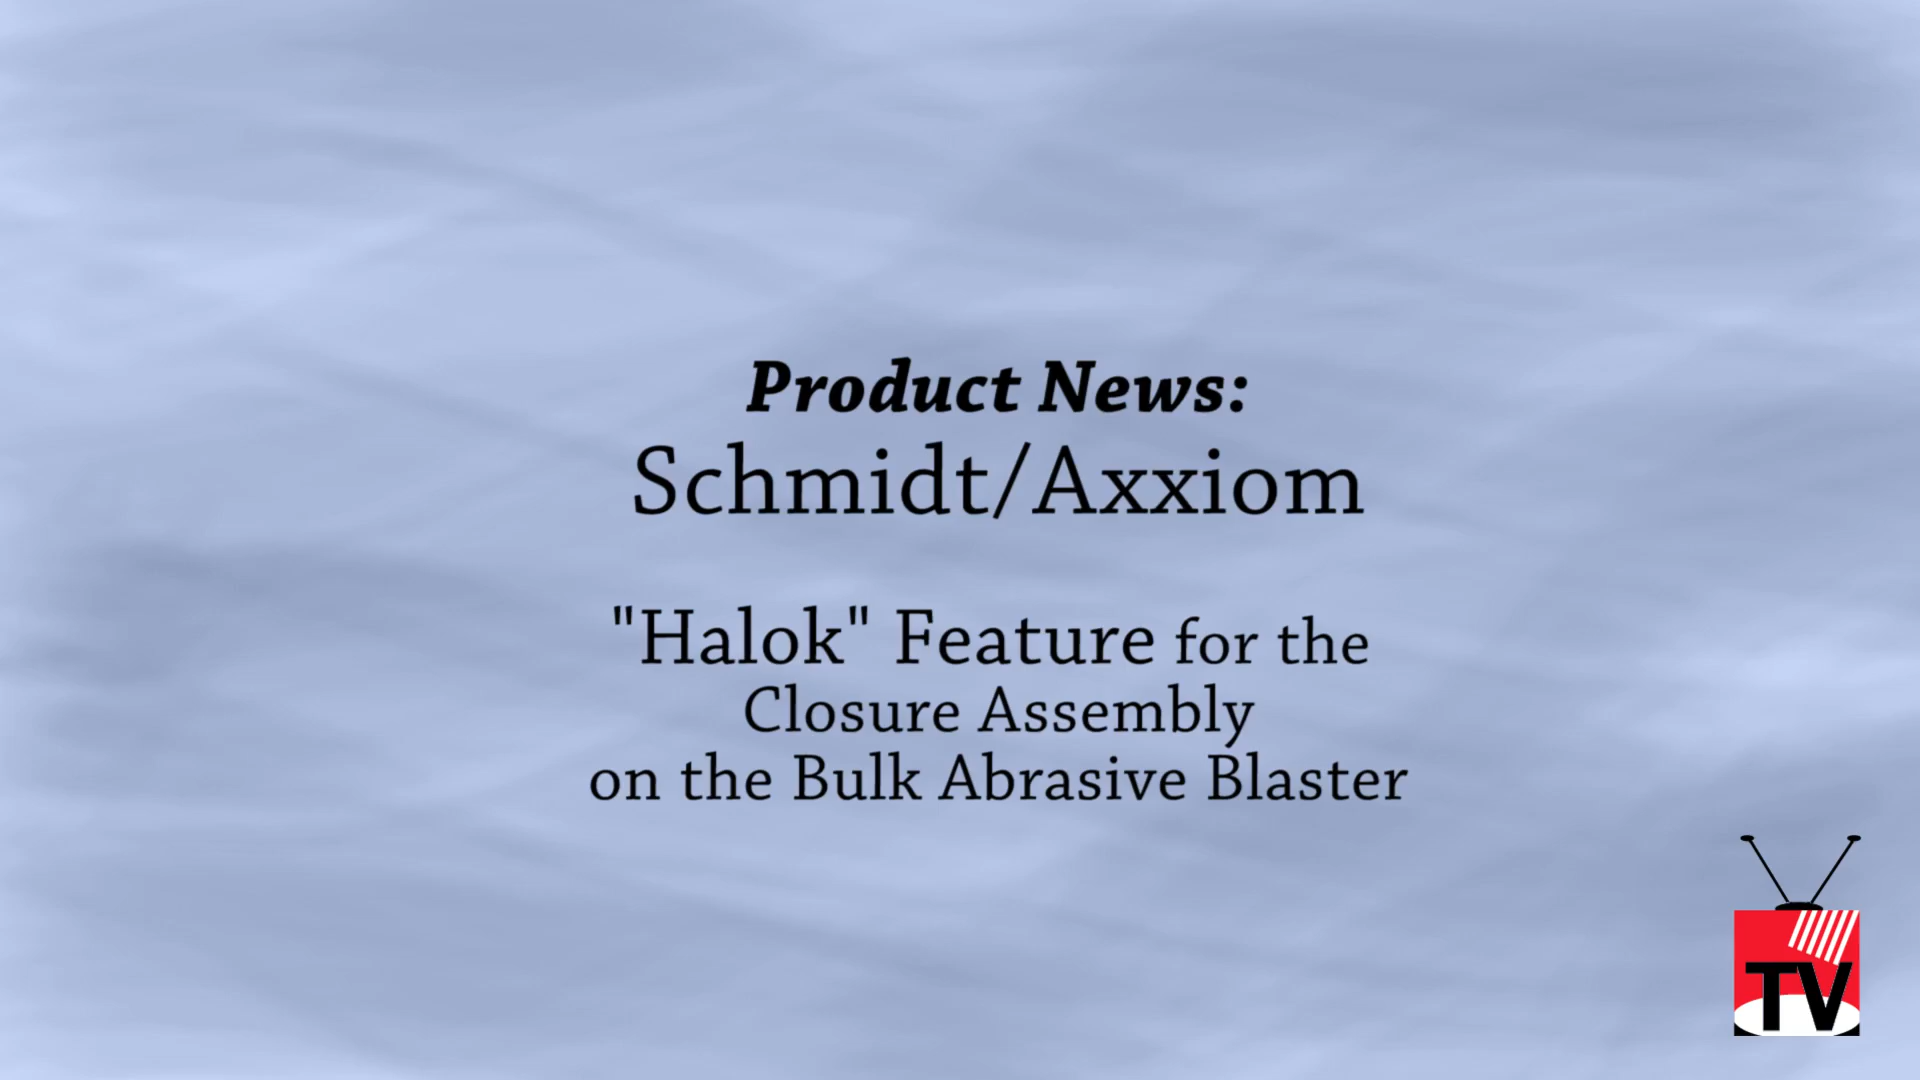 Product News:
Schmidt/Axxiom
"Halok" Feature for the
Closure Assembly
on the Bulk Abrasive Blaster
TV